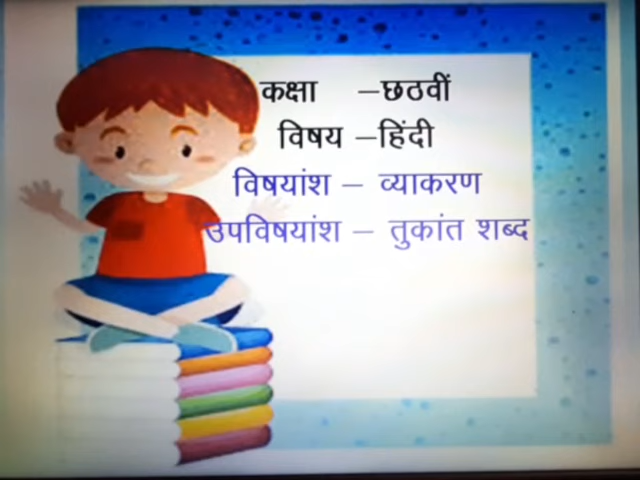 कक्षा –छठवीं
विषय –हिंदी
विषयांश – व्याकरण
उपविषयांश – तुकांत शब्द